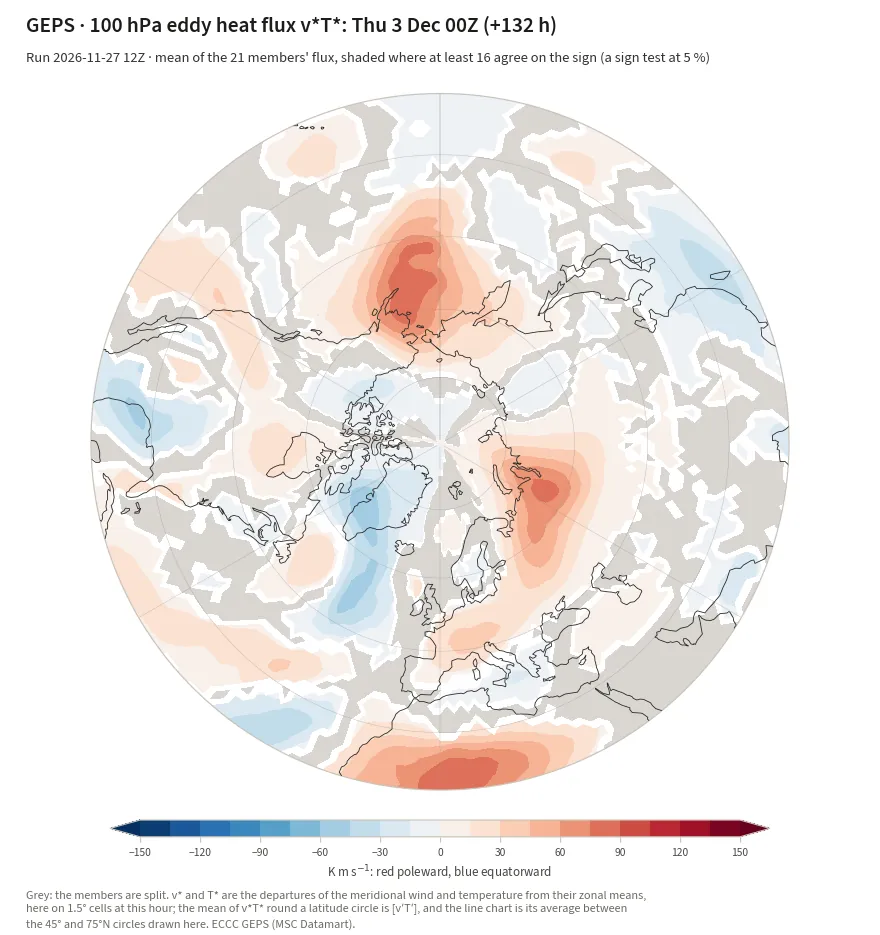 GEPS · 100 hPa eddy heat flux v*T*: Thu 3 Dec 00Z (+132 h)
Run 2026-11-27 12Z · mean of the 21 members' flux, shaded where at least 16 agree on the sign (a sign test at 5 %)
−150 −120 −90 −60 −30 0 30 60 90 120 150
K m s⁻¹: red poleward, blue equatorward
Grey: the members are split. v* and T* are the departures of the meridional wind and temperature from their zonal means,
here on 1.5° cells at this hour; the mean of v*T* round a latitude circle is [v'T'], and the line chart is its average between
the 45° and 75°N circles drawn here. ECCC GEPS (MSC Datamart).